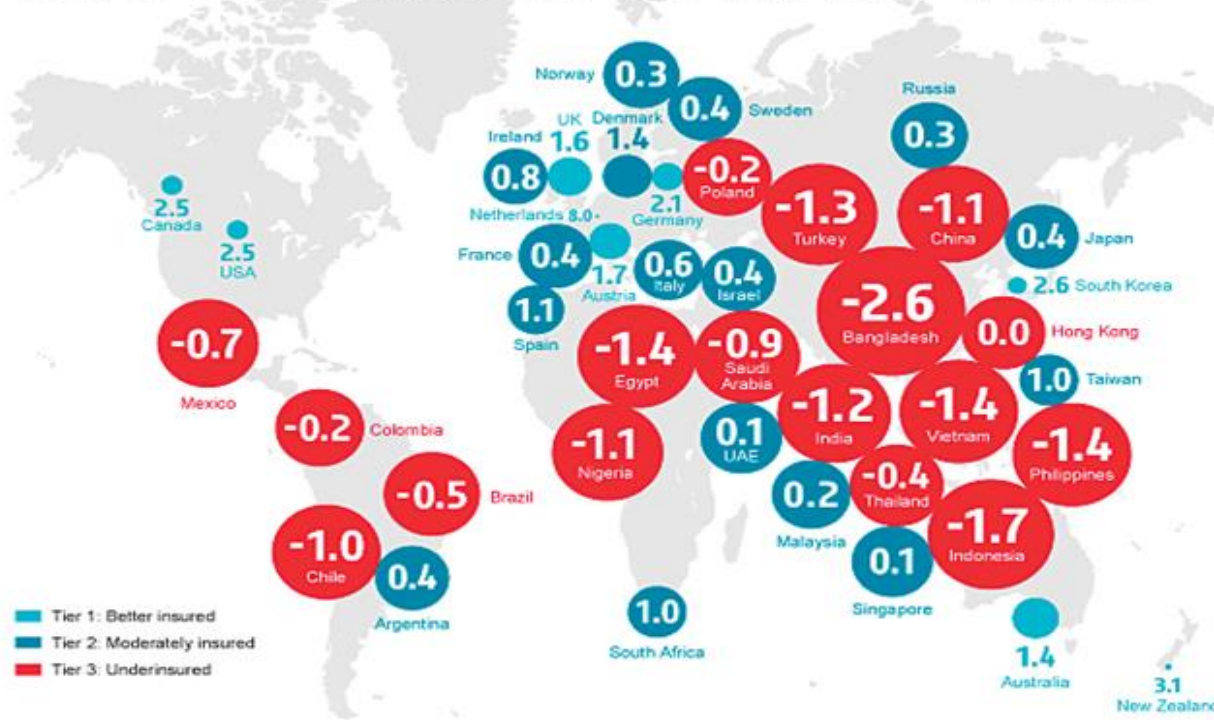 Norway 0.3
0.4 Sweden
Russia
0.3
UK Denmark
Ireland 1.6 1.4
0.8
-0.2
Poland
2.5
Canada
2.5
USA
Netherlands 8.0
2.1
Germany
-1.3
Turkey
-1.1
China
0.4 Japan
France 0.4
1.7
Austria
0.6
Italy
0.4
Israel
2.6 South Korea
1.1
Spain
-2.6
Bangladesh
0.0 Hong Kong
-0.7
Mexico
-1.4
Egypt
-0.9
Saudi
Arabia
1.0 Taiwan
-0.2 Colombia
-1.1
Nigeria
0.1
UAE
-1.2
India
-1.4
Vietnam
-1.4
Philippines
-0.5 Brazil
0.2
Malaysia
-0.4
Thailand
-1.0
Chile
0.4
Argentina
0.1
Singapore
-1.7
Indonesia
1.0
South Africa
1.4
Australia
3.1
New Zealand
Tier 1: Better insured
Tier 2: Moderately insured
Tier 3: Underinsured